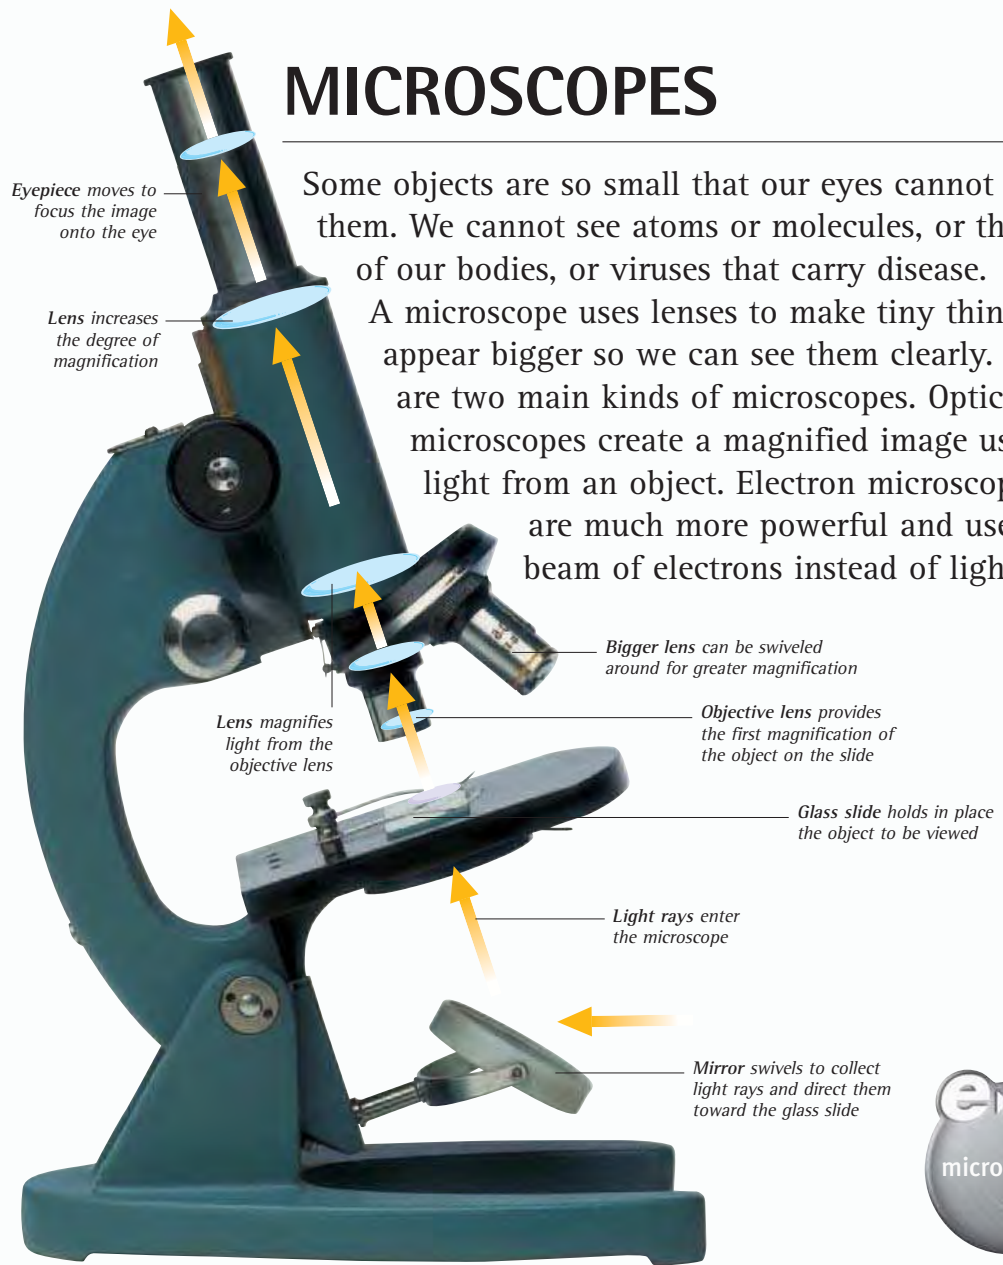 MICROSCOPES
Some objects are so small that our eyes cannot
them. We cannot see atoms or molecules, or th
of our bodies, or viruses that carry disease.
A microscope uses lenses to make tiny thin
appear bigger so we can see them clearly.
are two main kinds of microscopes. Optic
microscopes create a magnified image us
light from an object. Electron microscop
are much more powerful and use
beam of electrons instead of ligh
Eyepiece moves to
focus the image
onto the eye
Lens increases
the degree of
magnification
Bigger lens can be swiveled
around for greater magnification
Lens magnifies
light from the
objective lens
Objective lens provides
the first magnification of
the object on the slide
Glass slide holds in place
the object to be viewed
Light rays enter
the microscope
Mirror swivels to collect
light rays and direct them
toward the glass slide
micro